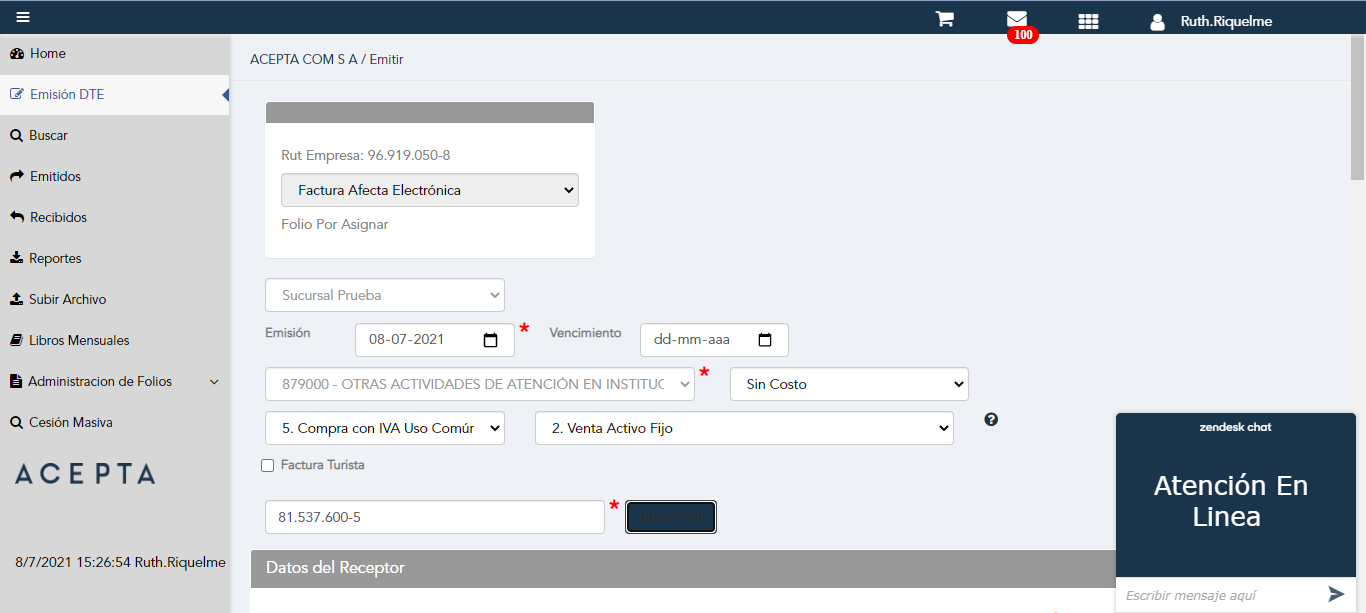 100
Ruth.Riquelme
Home
Emisión DTE
Buscar
Emitidos
Recibidos
Reportes
Subir Archivo
Libros Mensuales
Administracion de Folios
Cesión Masiva
ACEPTA
8/7/2021 15:26:54 Ruth.Riquelme
ACEPTA COM S A / Emitir
Rut Empresa: 96.919.050-8
Factura Afecta Electrónica
Folio Por Asignar
Sucursal Prueba
Emisión 08-07-2021 * Vencimiento dd-mm-aaa
879000 - OTRAS ACTIVIDADES DE ATENCIÓN EN INSTITUC * Sin Costo
5. Compra con IVA Uso Comúr 2. Venta Activo Fijo ?
Factura Turista
81.537.600-5 *
Datos del Receptor
zendesk chat
Atención En
Linea
Escribir mensaje aquí